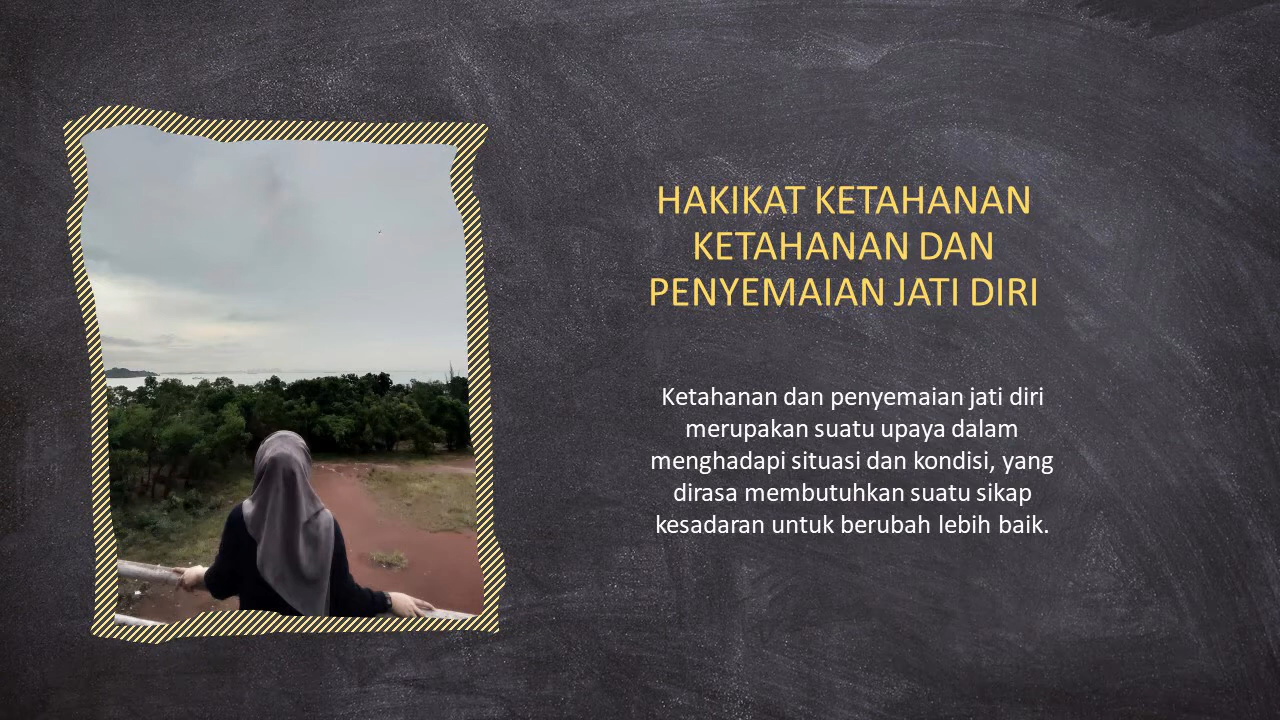 HAKIKAT KETAHANAN
KETAHANAN DAN
PENYEMAIAN JATI DIRI
Ketahanan dan penyemaian jati diri
merupakan suatu upaya dalam
menghadapi situasi dan kondisi, yang
dirasa membutuhkan suatu sikap
kesadaran untuk berubah lebih baik.